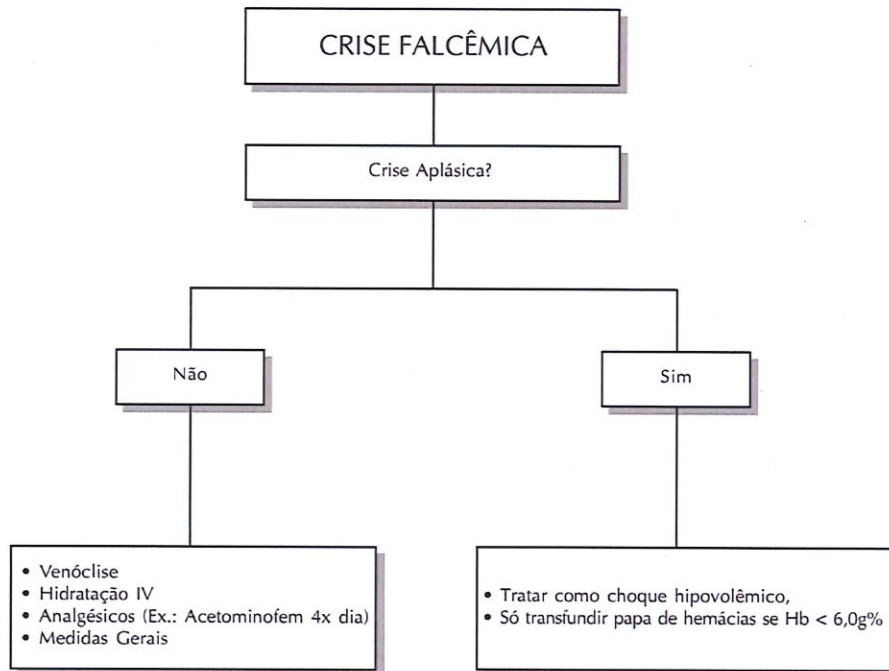 CRISE FALCÊMICA
Crise Aplásica?
Não
Sim
• Venóclise
• Hidratação IV
• Analgésicos (Ex.: Acetominofem 4x dia)
• Medidas Gerais
• Tratar como choque hipovolêmico,
• Só transfundir papa de hemácias se Hb < 6,0g%